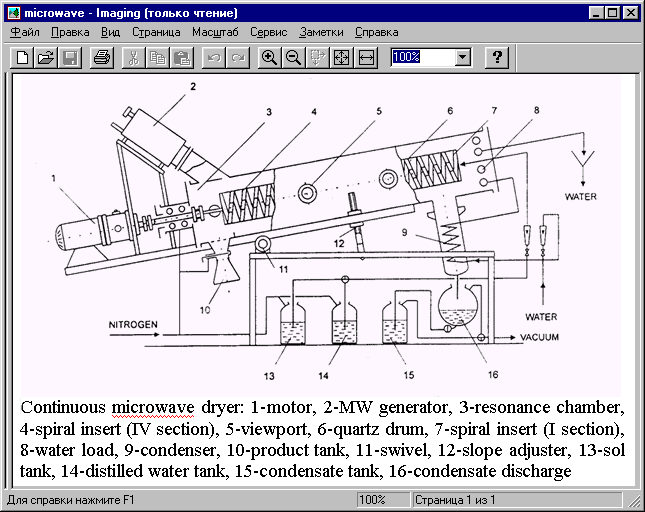 microwave - Imaging (только чтение)
Файл Правка Вид Страница Масштаб Сервис Заметки Справка
100%
?
2
3
4
5
6
7
8
1
WATER
9
12
11
10
NITROGEN
WATER
VACUUM
13
14
15
16
Continuous microwave dryer: 1-motor, 2-MW generator, 3-resonance chamber,
4-spiral insert (IV section), 5-viewport, 6-quartz drum, 7-spiral insert (I section),
8-water load, 9-condenser, 10-product tank, 11-swivel, 12-slope adjuster, 13-sol
tank, 14-distilled water tank, 15-condensate tank, 16-condensate discharge
Для справки нажмите F1
100%
Страница 1 из 1